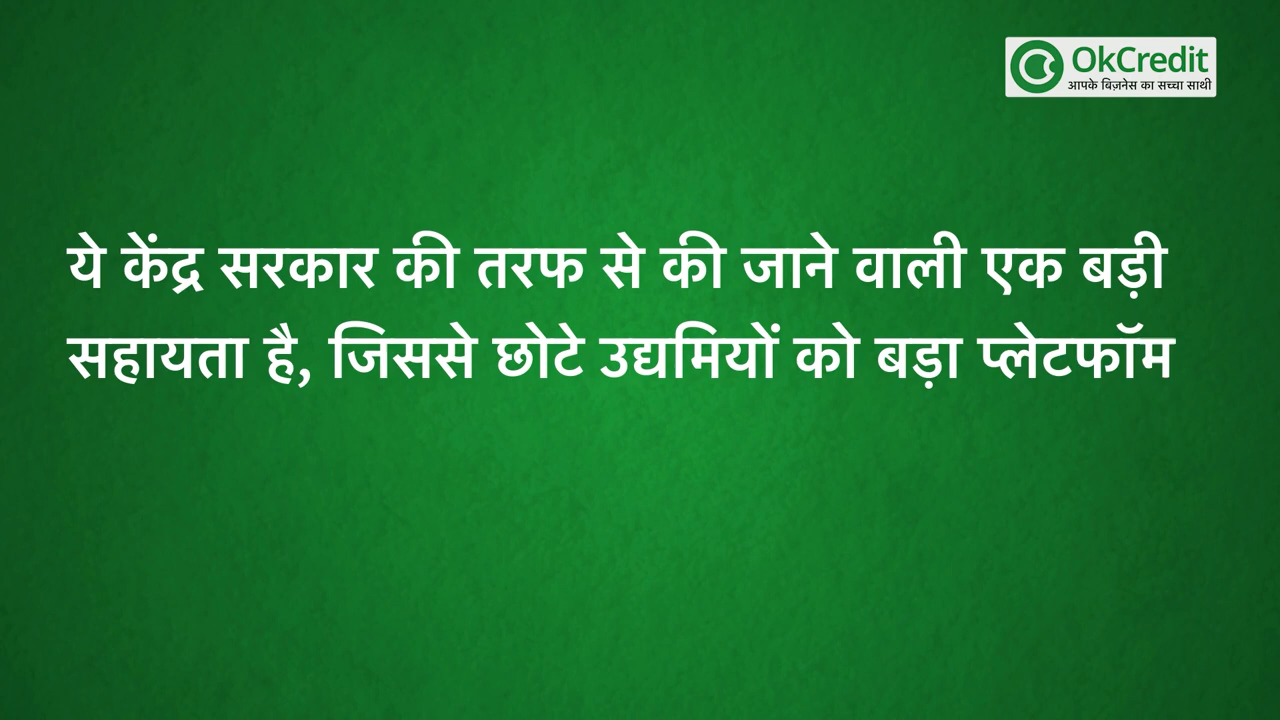 OkCredit
आपके बिज़नेस का सच्चा साथी
ये केंद्र सरकार की तरफ से की जाने वाली एक बड़ी
सहायता है, जिससे छोटे उद्यमियों को बड़ा प्लेटफॉम